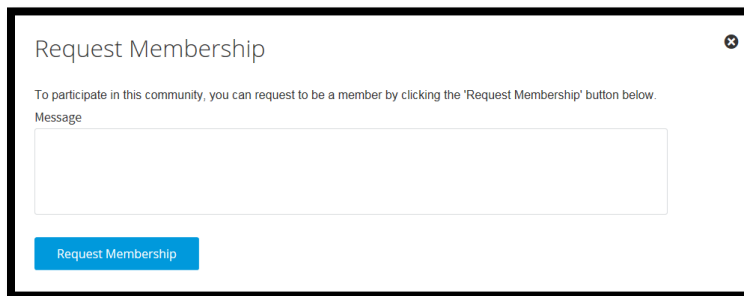 Request Membership
To participate in this community, you can request to be a member by clicking the 'Request Membership' button below.
Message
Request Membership